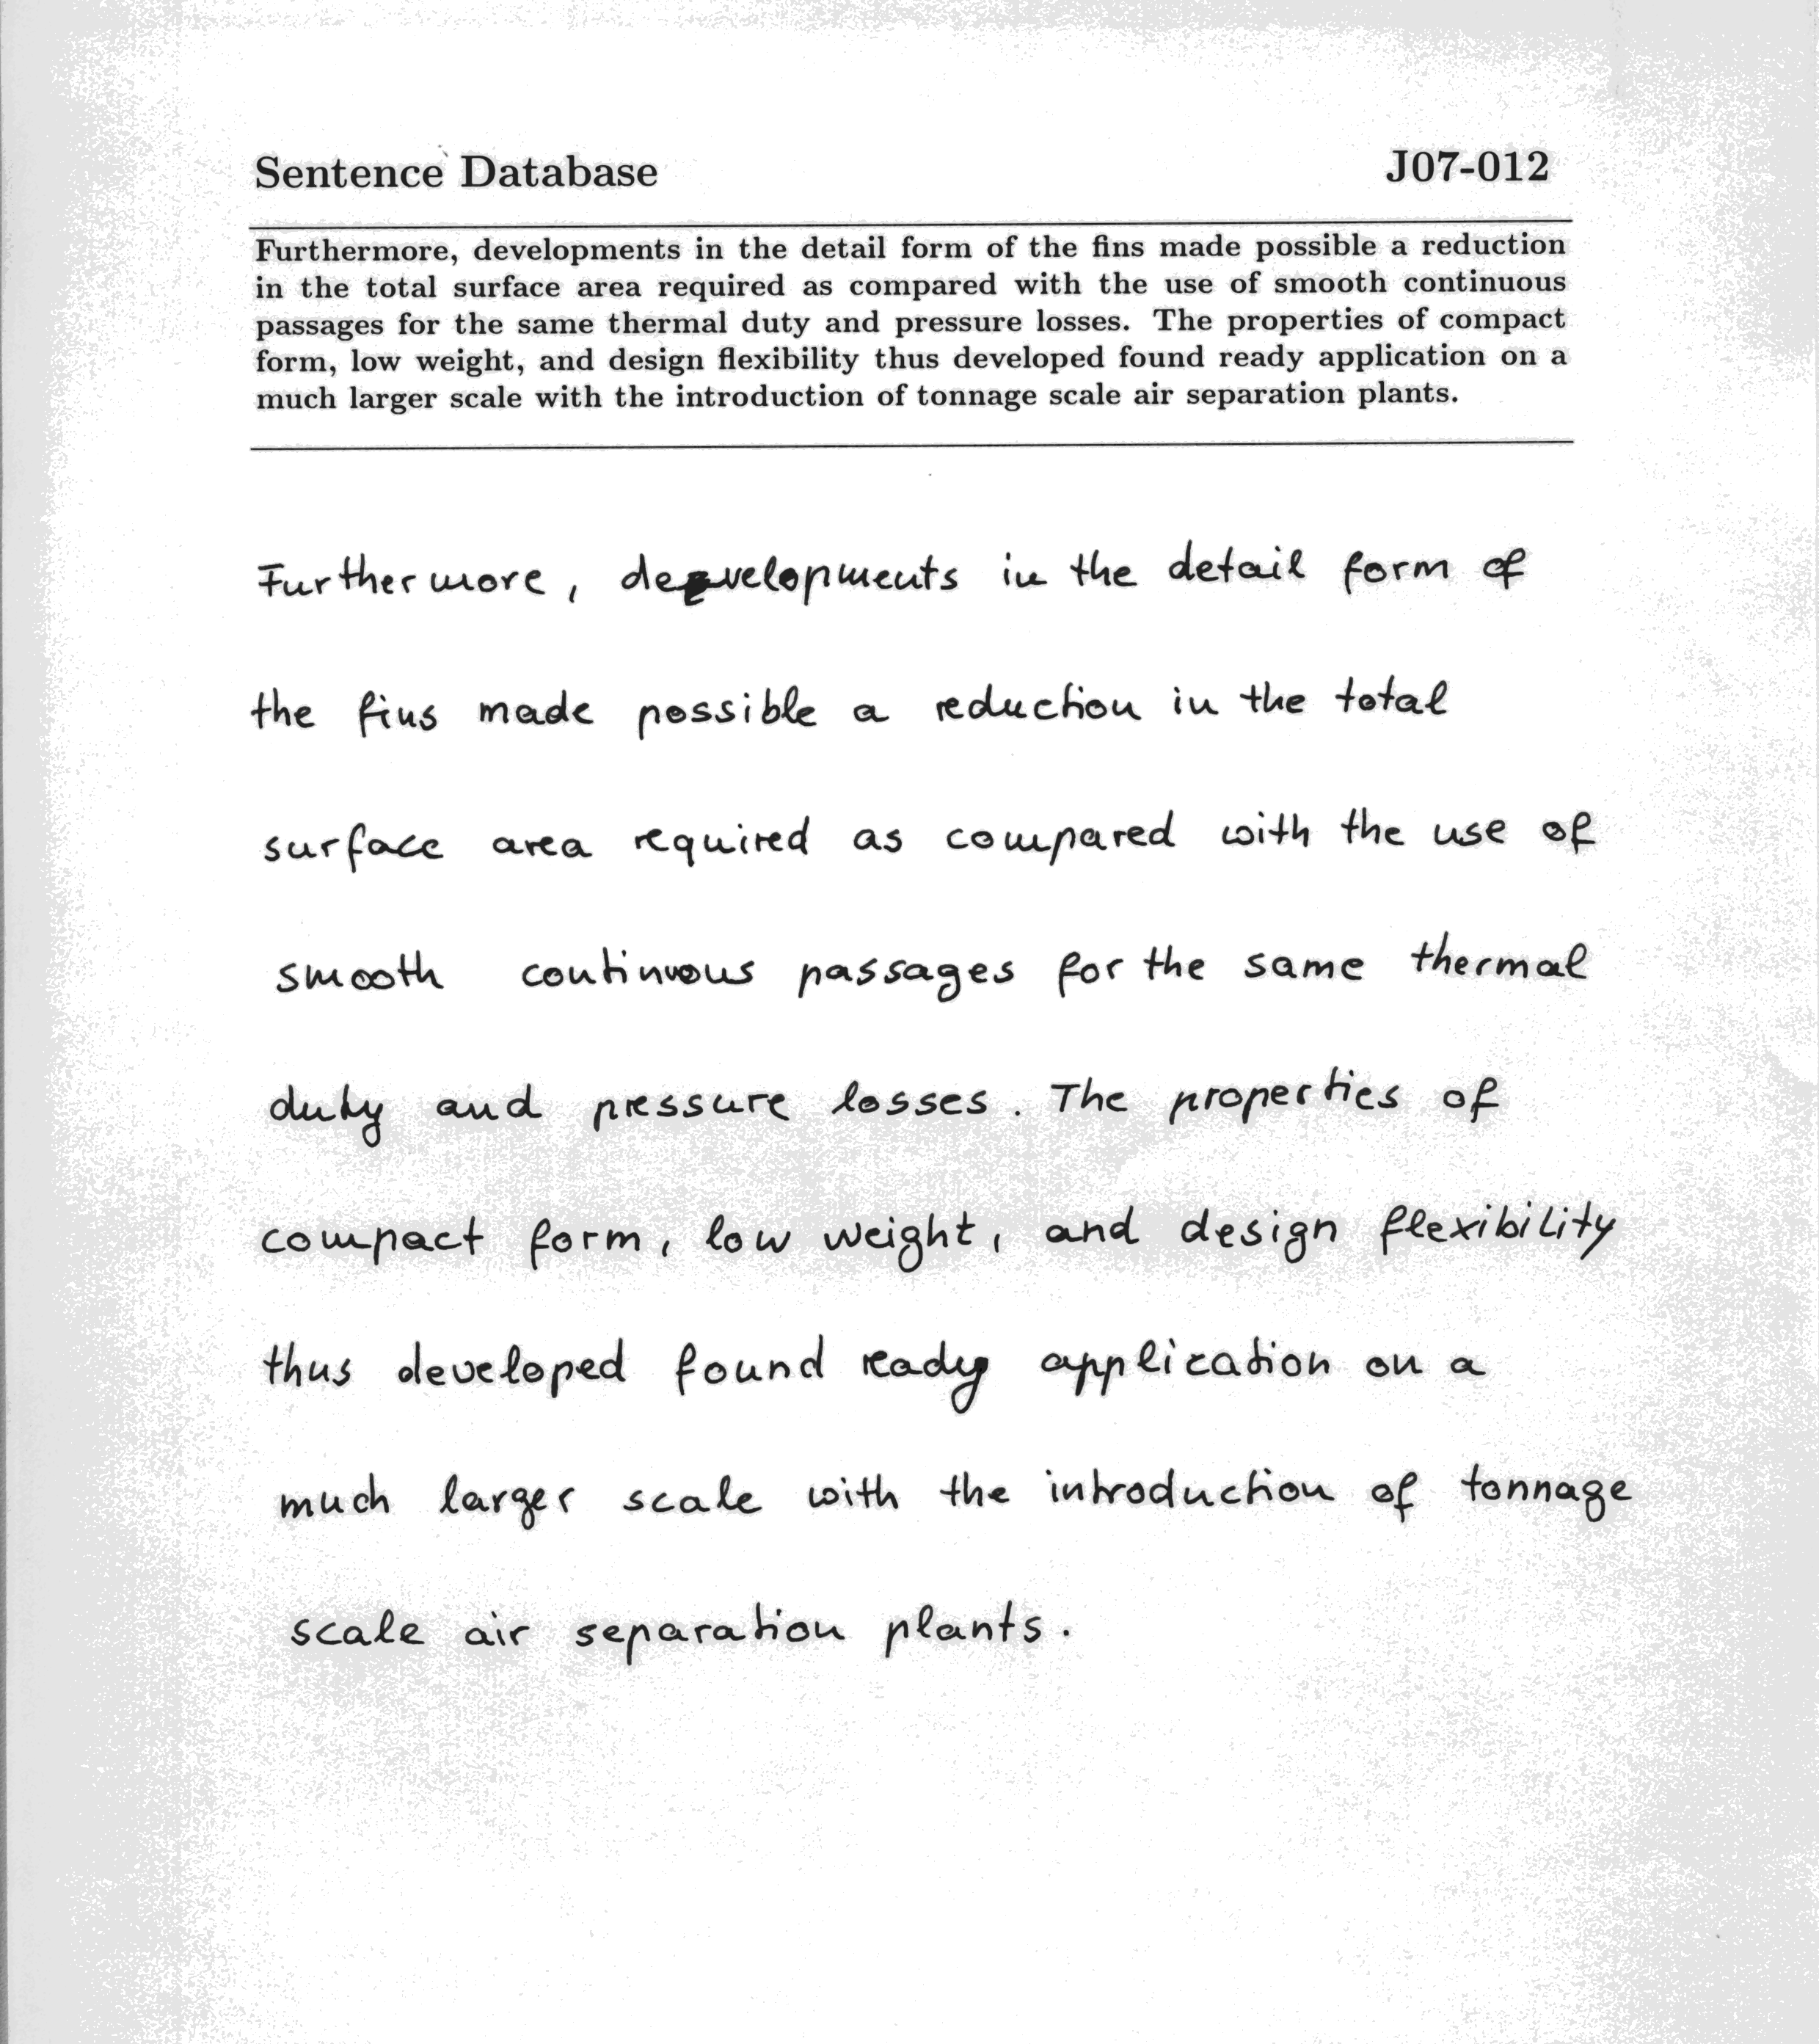 Sentence Database J07-012
Furthermore, developments in the detail form of the fins made possible a reduction
in the total surface area required as compared with the use of smooth continuous
passages for the same thermal duty and pressure losses. The properties of compact
form, low weight, and design flexibility thus developed found ready application on a
much larger scale with the introduction of tonnage scale air separation plants.
Furthermore, developments in the detail form of
the fins made possible a reduction in the total
surface area required as compared with the use of
smooth continuous passages for the same thermal
duty and pressure losses. The properties of
compact form, low weight, and design flexibility
thus developed found ready application on a
much larger scale with the introduction of tonnage
scale air separation plants.